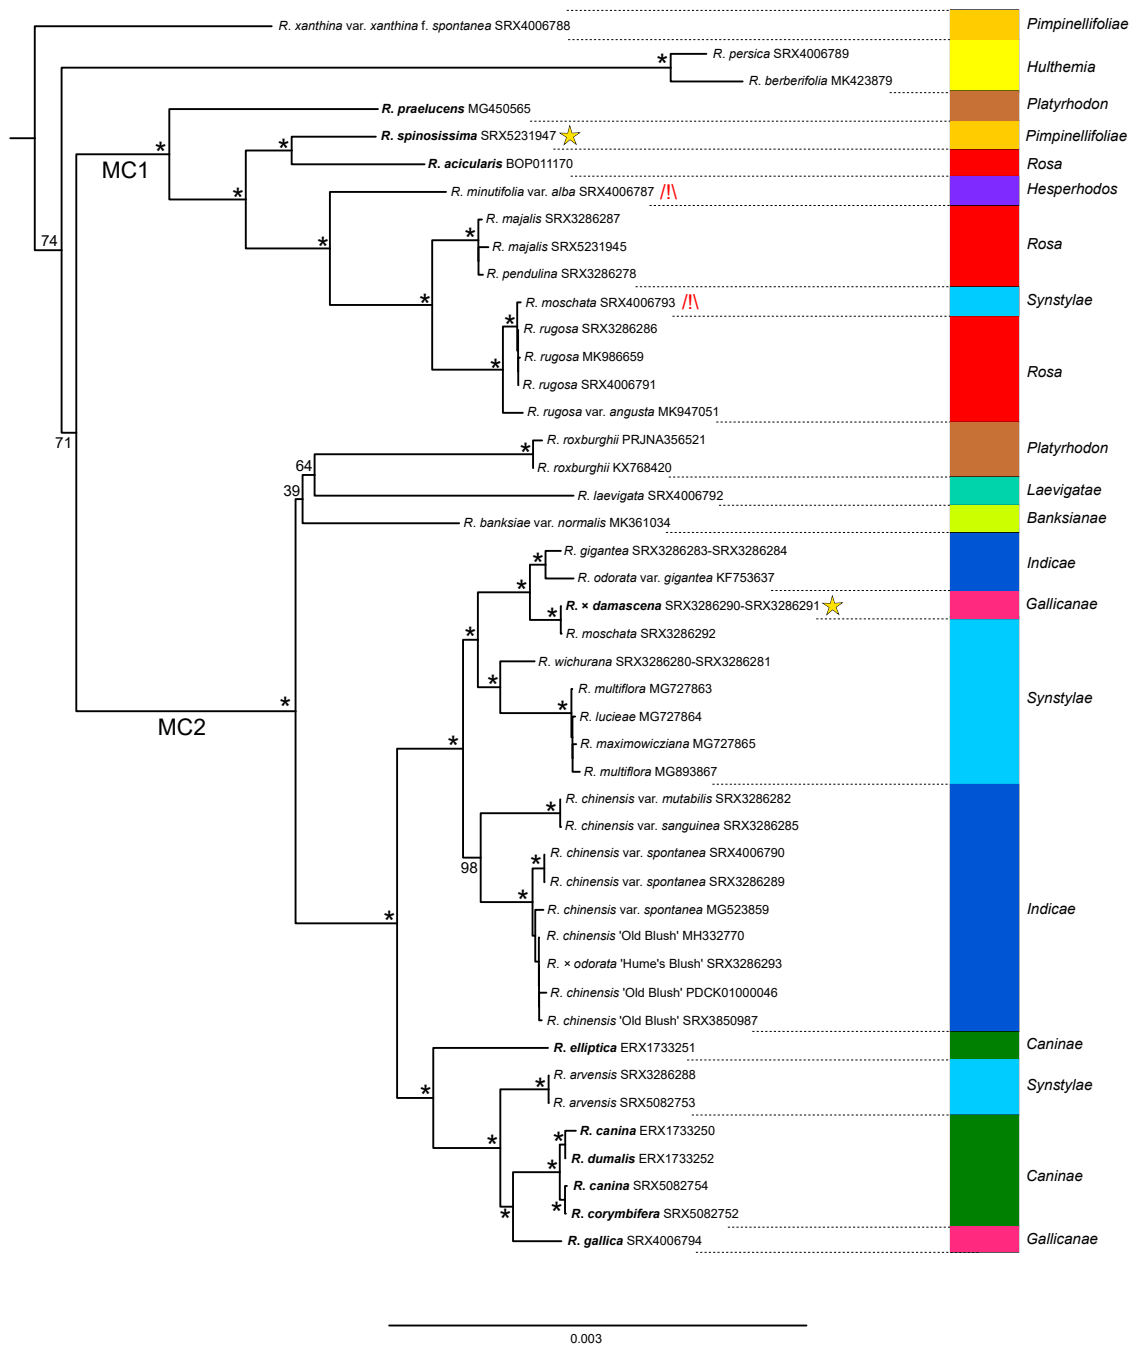 R. xanthina var. xanthina f. spontanea SRX4006788
Pimpinellifoliae
* R. persica SRX4006789
Hulthemia
R. berberifolia MK423879
R. praelucens MG450565
Platyrhodon
R. spinosissima SRX5231947
Pimpinellifoliae
*
*
MC1
R. acicularis BOP011170
Rosa
*
R. minutifolia var. alba SRX4006787 /!\
Hesperhodos
R. majalis SRX3286287
*
74
*
R. majalis SRX5231945
Rosa
R. pendulina SRX3286278
*
R. moschata SRX4006793 /!\
Synstylae
*
R. rugosa SRX3286286
R. rugosa MK986659
*
Rosa
R. rugosa SRX4006791
R. rugosa var. angusta MK947051
71
R. roxburghii PRJNA356521
*
Platyrhodon
64
R. roxburghii KX768420
39
R. laevigata SRX4006792
Laevigatae
R. banksiae var. normalis MK361034
Banksianae
R. gigantea SRX3286283-SRX3286284
*
Indicae
R. odorata var. gigantea KF753637
*
R. × damascena SRX3286290-SRX3286291
Gallicanae
*
R. moschata SRX3286292
*
R. wichurana SRX3286280-SRX3286281
*
R. multiflora MG727863
Synstylae
*
*
R. lucieae MG727864
MC2
*
R. maximowicziana MG727865
R. multiflora MG893867
R. chinensis var. mutabilis SRX3286282
*
R. chinensis var. sanguinea SRX3286285
R. chinensis var. spontanea SRX4006790
*
98
R. chinensis var. spontanea SRX3286289
*
R. chinensis var. spontanea MG523859
Indicae
*
R. chinensis 'Old Blush' MH332770
R. × odorata 'Hume's Blush' SRX3286293
R. chinensis 'Old Blush' PDCK01000046
R. chinensis 'Old Blush' SRX3850987
R. elliptica ERX1733251
Caninae
R. arvensis SRX3286288
*
*
Synstylae
R. arvensis SRX5082753
R. canina ERX1733250
*
*
R. dumalis ERX1733252
*
Caninae
R. canina SRX5082754
*
R. corymbifera SRX5082752
*
R. gallica SRX4006794
Gallicanae
0.003